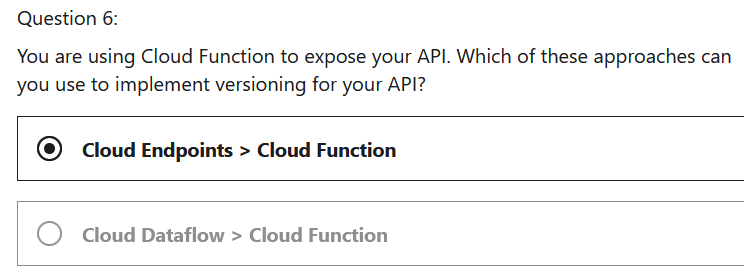 Question 6:
You are using Cloud Function to expose your API. Which of these approaches can
you use to implement versioning for your API?
Cloud Endpoints > Cloud Function
Cloud Dataflow > Cloud Function